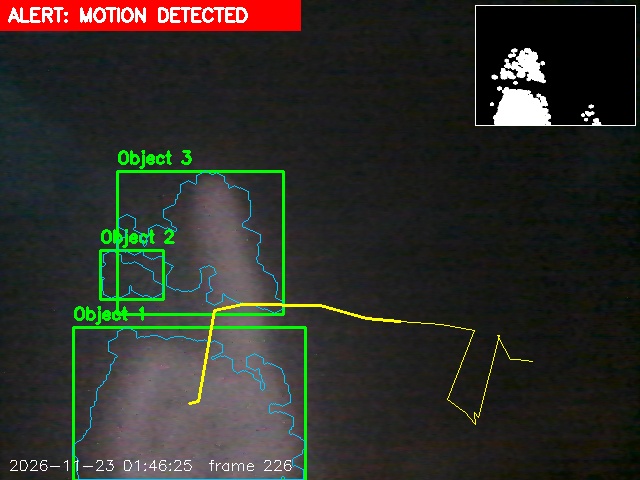 ALERT: MOTION DETECTED
Object 3
Object 2
Object 1
2026-11-23 01:46:25 frame 226